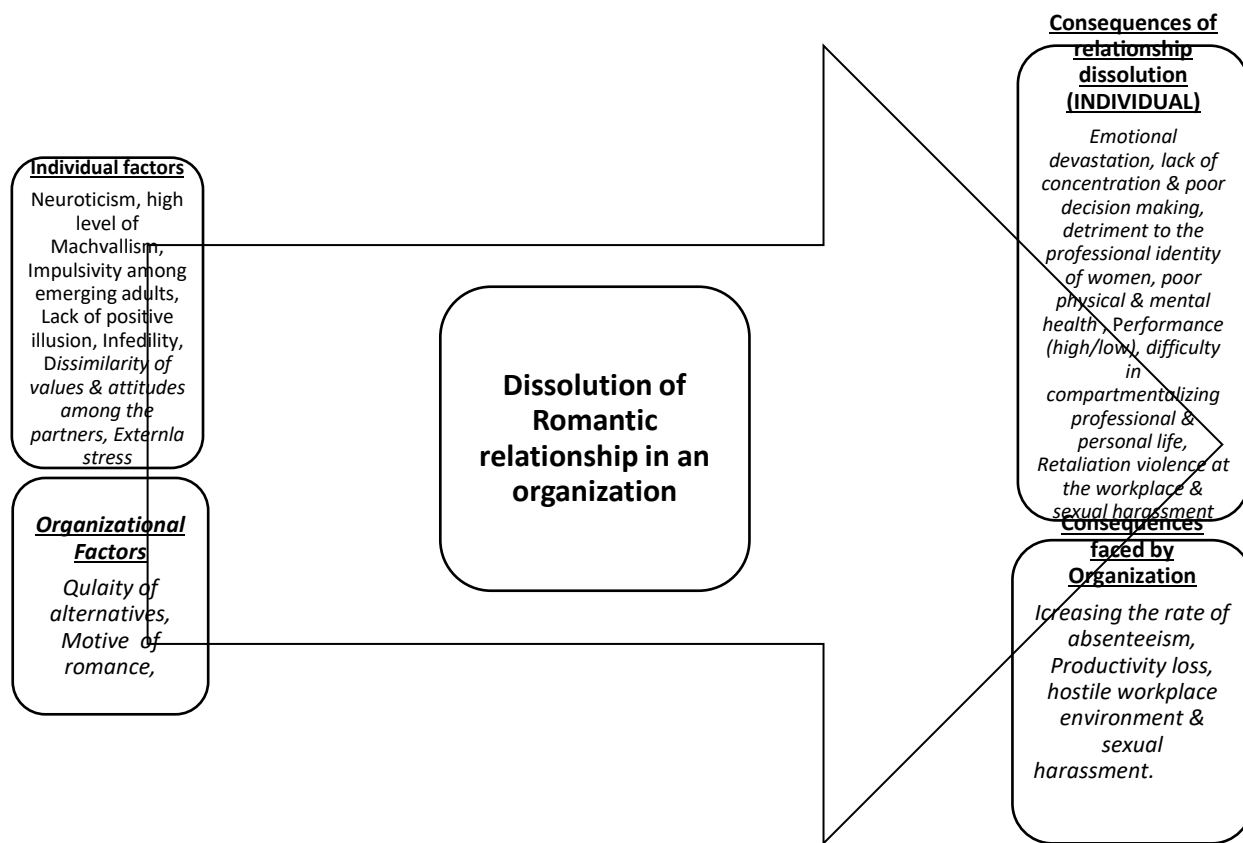 Individual factors
Neuroticism, high
level of
Machvallism,
Impulsivity among
emerging adults,
Lack of positive
illusion, Infedility,
Dissimilarity of
values & attitudes
among the
partners, Externla
stress
Organizational
Factors
Qulaity of
alternatives,
Motive of
romance,
Dissolution of
Romantic
relationship in an
organization
Consequences of
relationship
dissolution
(INDIVIDUAL)
Emotional
devastation, lack of
concentration & poor
decision making,
detriment to the
professional identity
of women, poor
physical & mental
health , Performance
(high/low), difficulty
in
compartmentalizing
professional &
personal life,
Retaliation violence at
the workplace &
sexual harassment
Consequences
faced by
Organization
Icreasing the rate of
absenteeism,
Productivity loss,
hostile workplace
environment &
sexual
harassment.